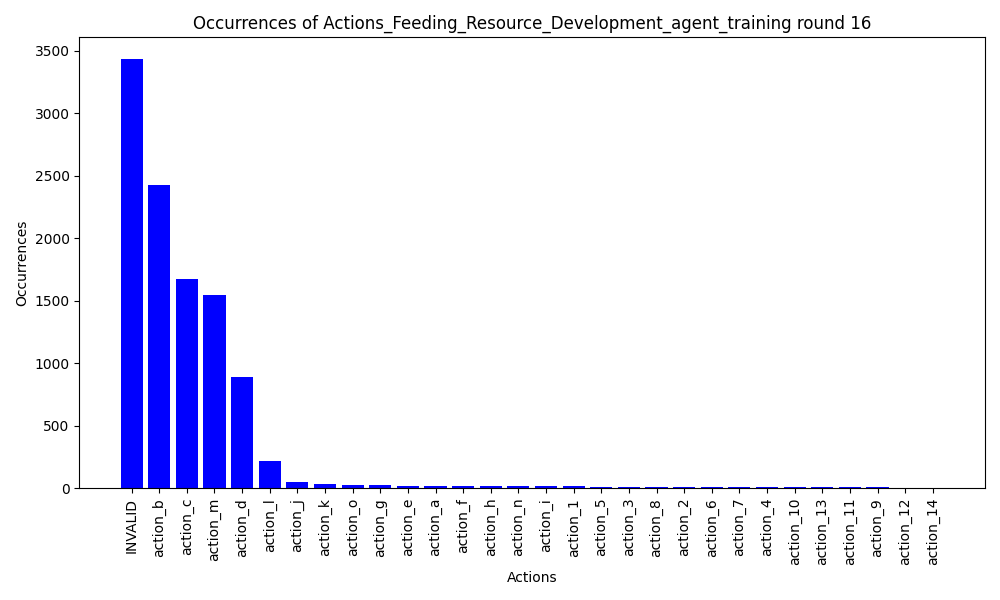 Occurrences of Actions_Feeding_Resource_Development_agent_training round 16
Occurrences
3500
3000
2500
2000
1500
1000
500
0
INVALID
action_b
action_c
action_m
action_d
action_l
action_j
action_k
action_o
action_g
action_e
action_a
action_f
action_h
action_n
action_i
action_1
action_5
action_3
action_8
action_2
action_6
action_7
action_4
action_10
action_13
action_11
action_9
action_12
action_14
Actions